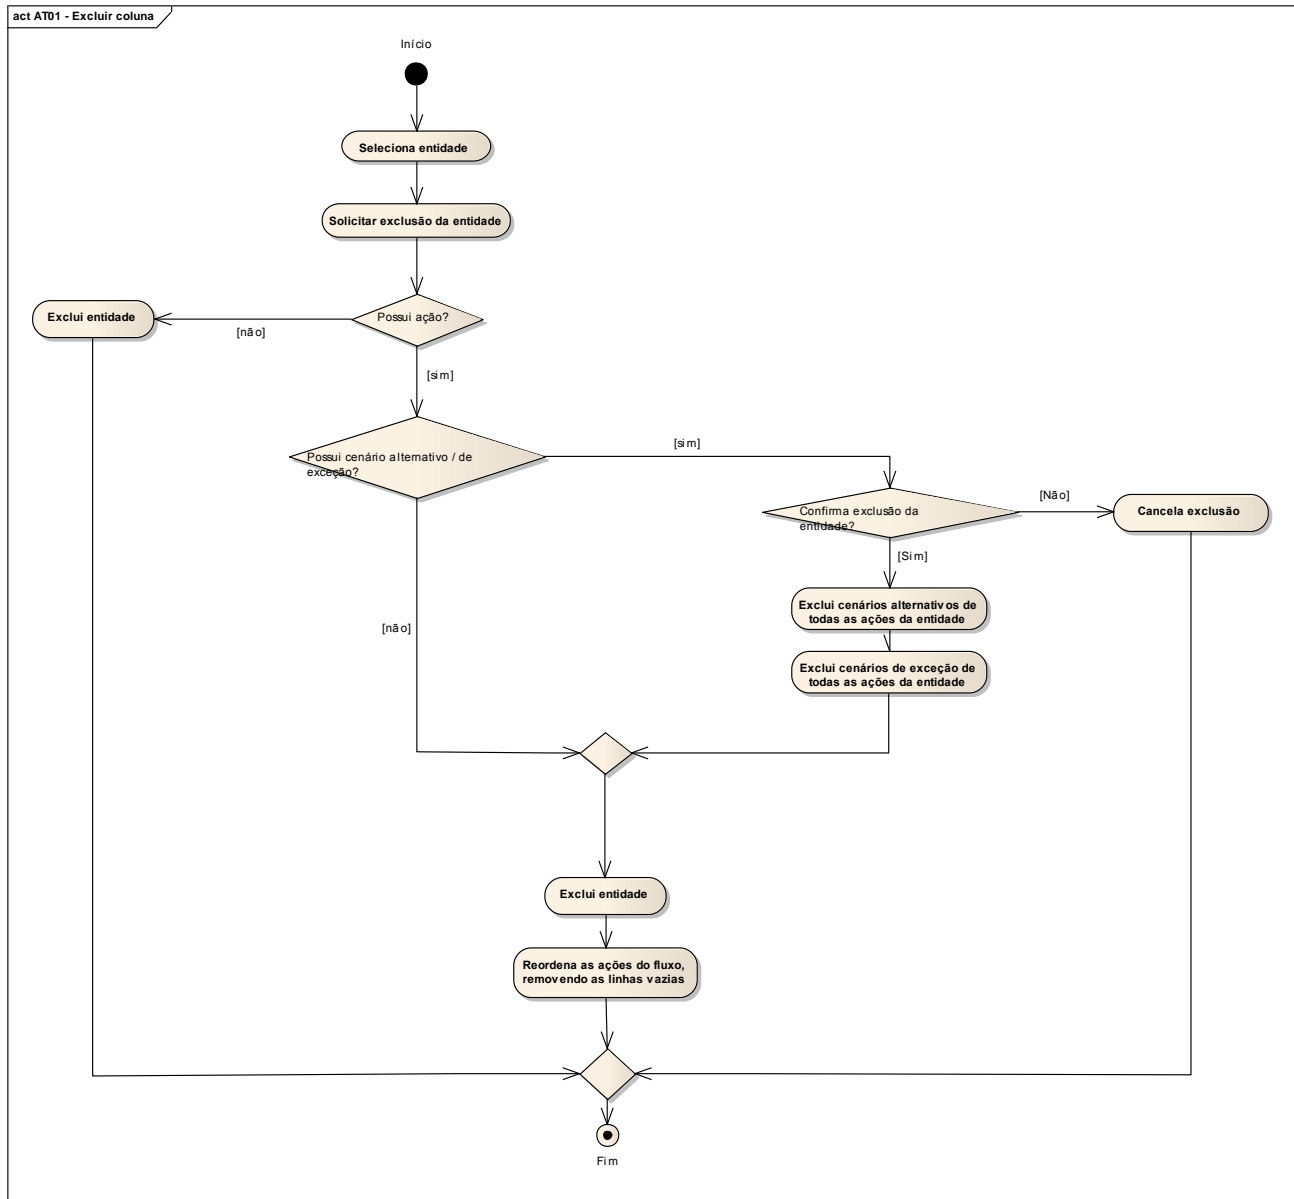 act AT01 - Excluir coluna
Início
Seleciona entidade
Solicitar exclusão da entidade
Possui ação?
Exclui entidade
[não]
[sim]
Possui cenário alternativo / de
exceção?
[sim]
Confirma exclusão da
entidade?
[Não]
Cancela exclusão
[Sim]
Exclui cenários alternativos de
todas as ações da entidade
[não]
Exclui cenários de exceção de
todas as ações da entidade
Exclui entidade
Reordena as ações do fluxo,
removendo as linhas vazias
Fim